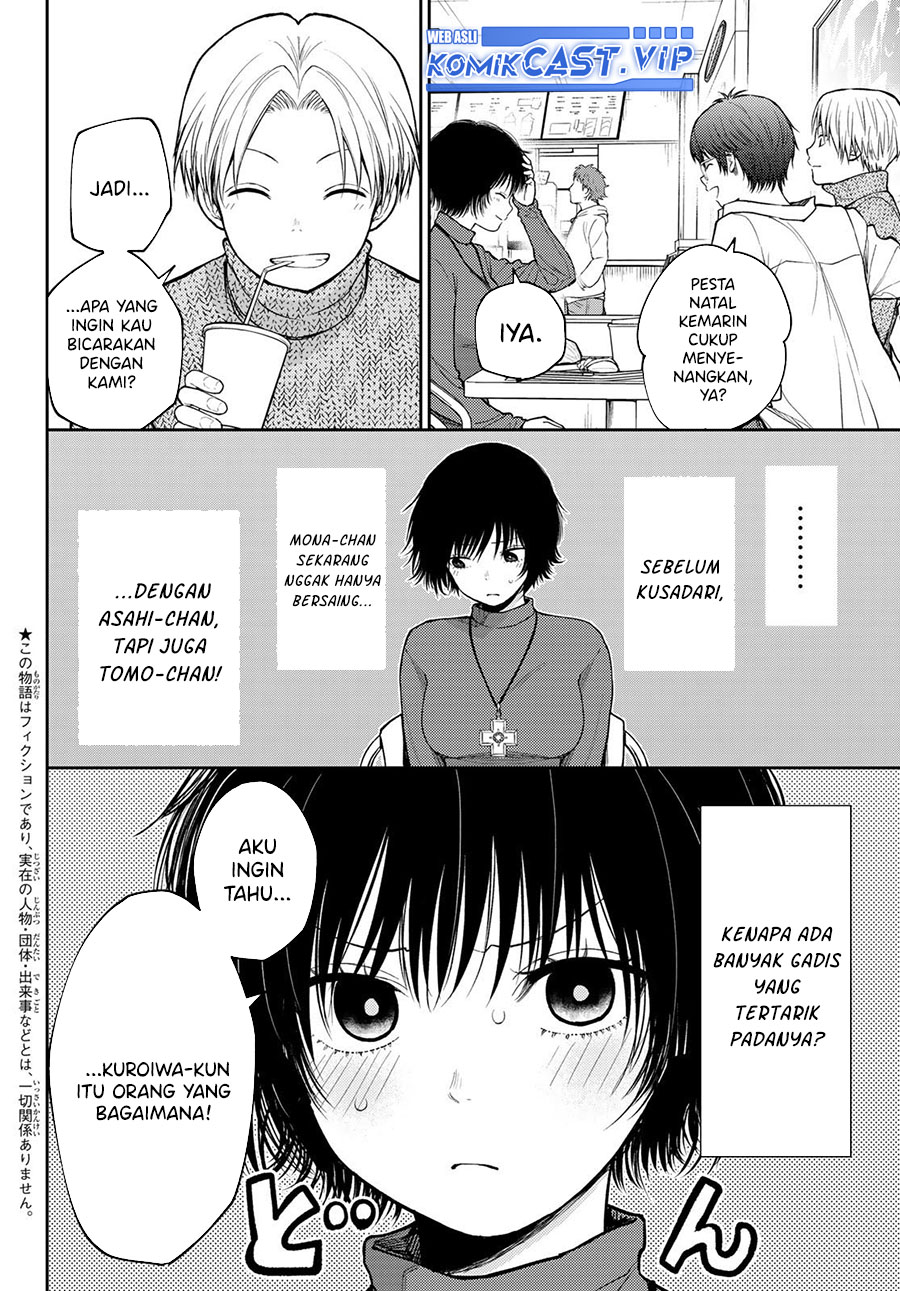 WEB ASLI
KOMIKCAST.VIP
PESTA
NATAL
KEMARIN
CUKUP
MENYE-
NANGKAN,
YA?
IYA.
JADI...
...APA YANG
INGIN KAU
BICARAKAN
DENGAN
KAMI?
........
SEBELUM
KUSADARI,
MONA-CHAN
SEKARANG
NGGAK HANYA
BERSAING...
...DENGAN
ASAHI-CHAN,
TAPI JUGA
TOMO-CHAN!
KENAPA ADA
BANYAK GADIS
YANG
TERTARIK
PADANYA?
AKU
INGIN
TAHU...
...KUROIWA-KUN
ITU ORANG YANG
BAGAIMANA!
ど
ん
★この物語はフィクションであり、実在の人物・団体・出来事などとは、一切関係ありません。